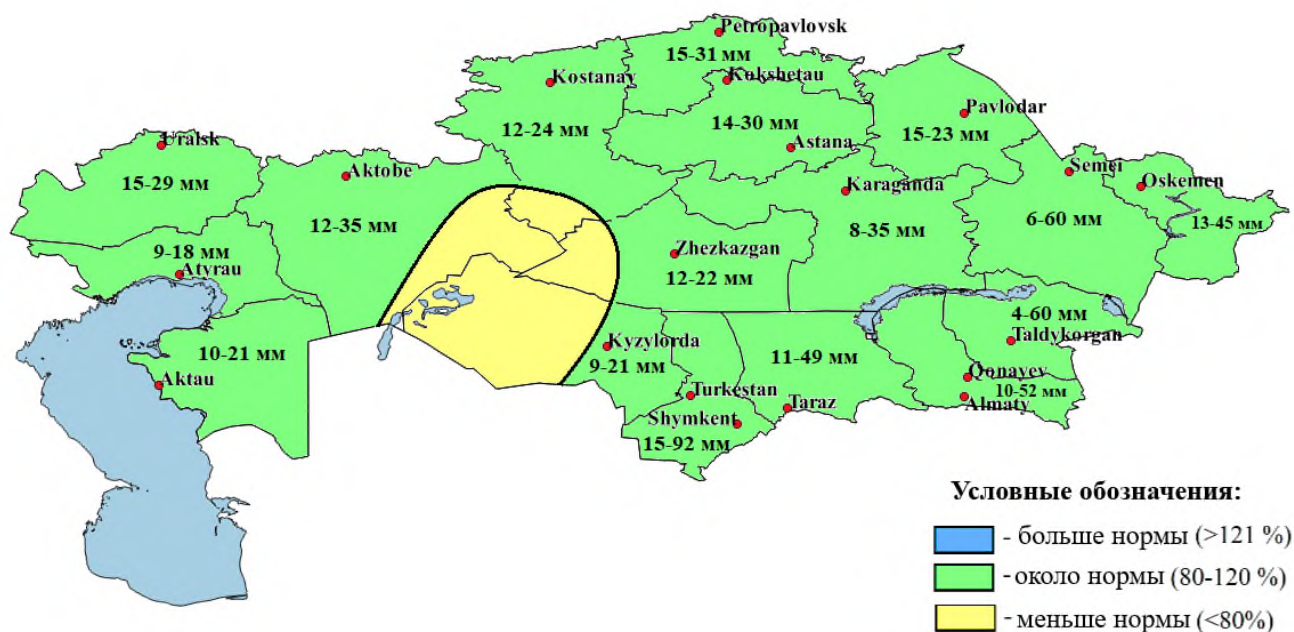 Petropavlovsk
15-31 мм
Kostanay
Kokshetau
Pavlodar
12-24 мм
14-30 мм
15-23 мм
Astana
Uralsk
Aktobe
Semei
Karaganda
Oskemen
15-29 мм
12-35 мм
8-35 мм
6-60 мм
13-45 мм
9-18 мм
Atyrau
Zhezkazgan
12-22 мм
4-60 мм
Taldykorgan
10-21 мм
Kyzylorda
9-21 мм
11-49 мм
Aktau
Qonayev
10-52 мм
Turkestan
Taraz
Almaty
Shymkent
15-92 мм
Условные обозначения:
- больше нормы (>121 %)
- около нормы (80-120 %)
- меньше нормы (<80%)